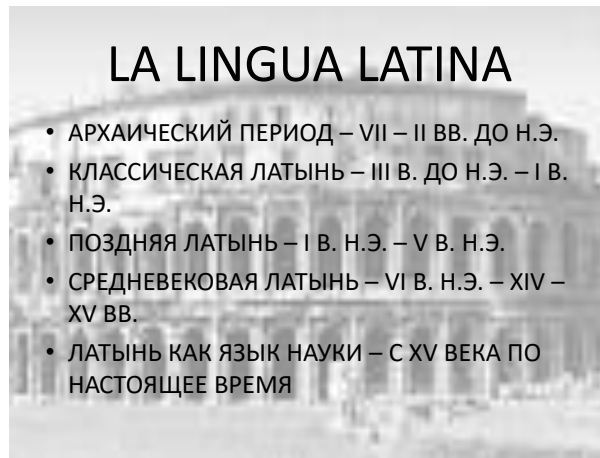 LA LINGUA LATINA
• АРХАИЧЕСКИЙ ПЕРИОД – VII – II ВВ. ДО Н.Э.
• КЛАССИЧЕСКАЯ ЛАТЫНЬ – III В. ДО Н.Э. – I В.
Н.Э.
• ПОЗДНЯЯ ЛАТЫНЬ – I В. Н.Э. – V В. Н.Э.
• СРЕДНЕВЕКОВАЯ ЛАТЫНЬ – VI В. Н.Э. – XIV –
XV ВВ.
• ЛАТЫНЬ КАК ЯЗЫК НАУКИ – С XV ВЕКА ПО
НАСТОЯЩЕЕ ВРЕМЯ